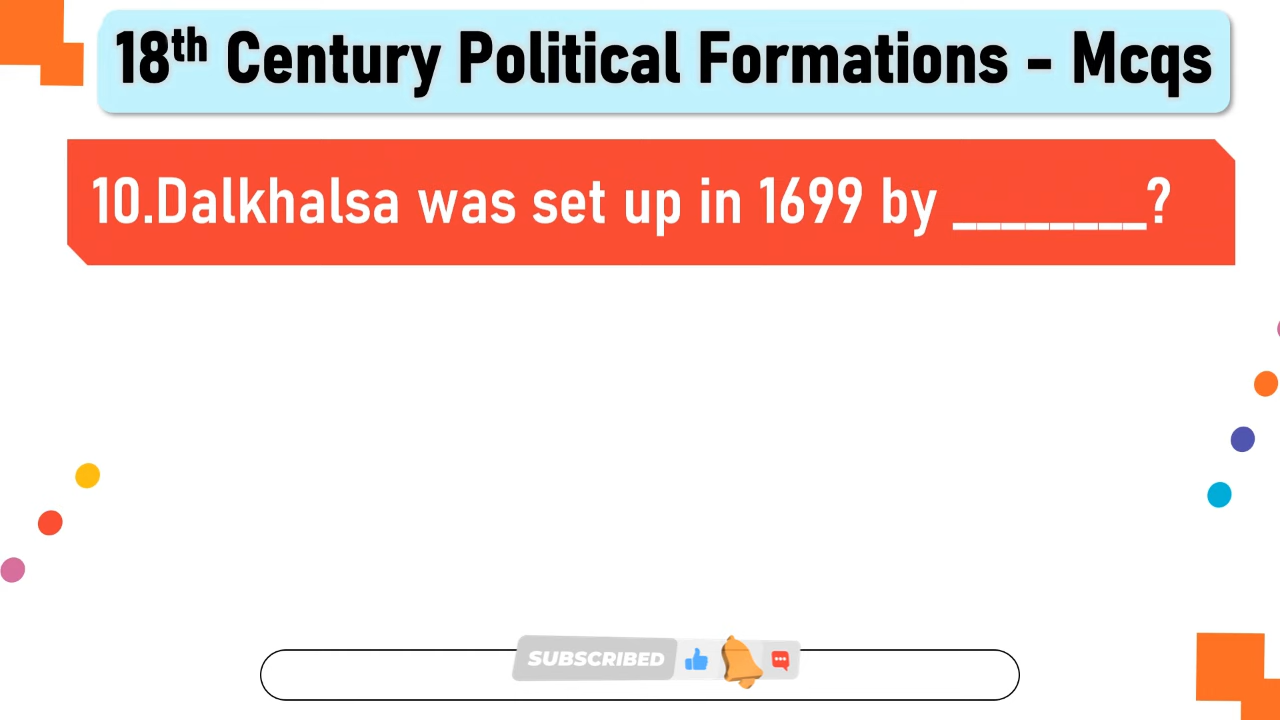 18th Century Political Formations - Mcqs
10.Dalkhalsa was set up in 1699 by ________?
SUBSCRIBED